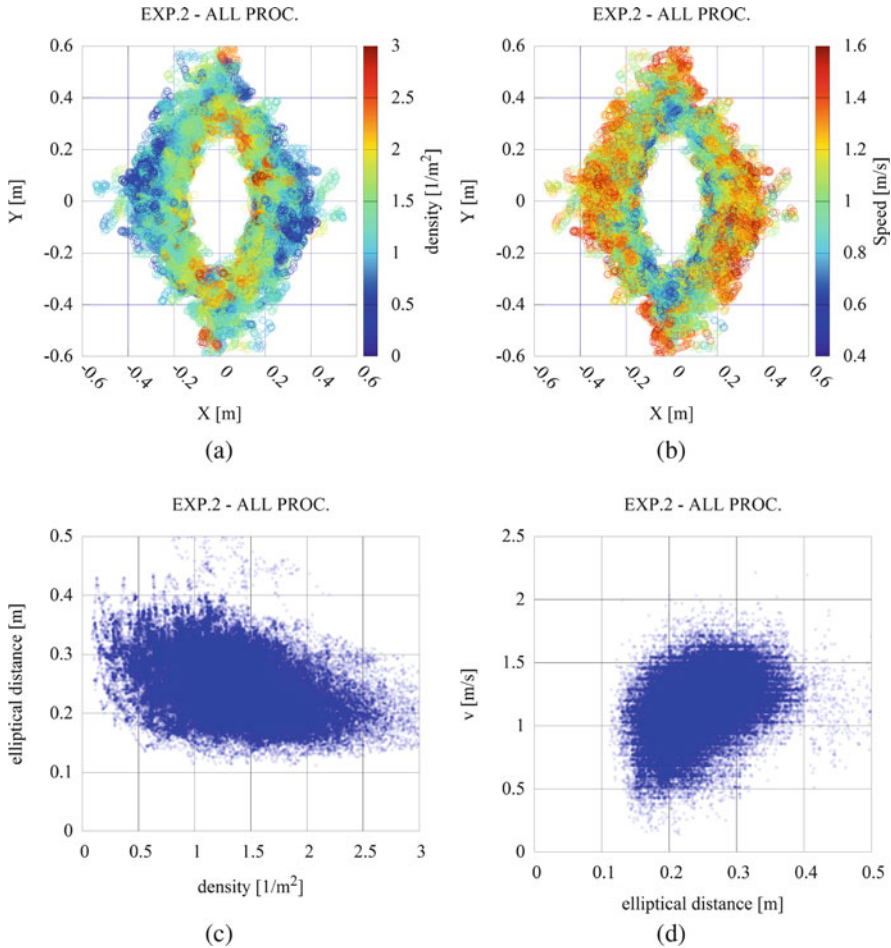 EXP.2 - ALL PROC.
0.6
0.4
0.2
0
-0.2
-0.4
-0.6
Y [m]
-0.6
-0.4
-0.2
0
0.2
0.4
0.6
X [m]
3
2.5
2
1.5
1
0.5
0
density [1/m²]
(a)
EXP.2 - ALL PROC.
0.6
0.4
0.2
0
-0.2
-0.4
-0.6
Y [m]
-0.6
-0.4
-0.2
0
0.2
0.4
0.6
X [m]
1.6
1.4
1.2
1
0.8
0.6
0.4
Speed [m/s]
(b)
EXP.2 - ALL PROC.
0.5
0.4
0.3
0.2
0.1
0
elliptical distance [m]
0 0.5 1 1.5 2 2.5 3
density [1/m²]
(c)
EXP.2 - ALL PROC.
2.5
2
1.5
1
0.5
0
v [m/s]
0 0.1 0.2 0.3 0.4 0.5
elliptical distance [m]
(d)